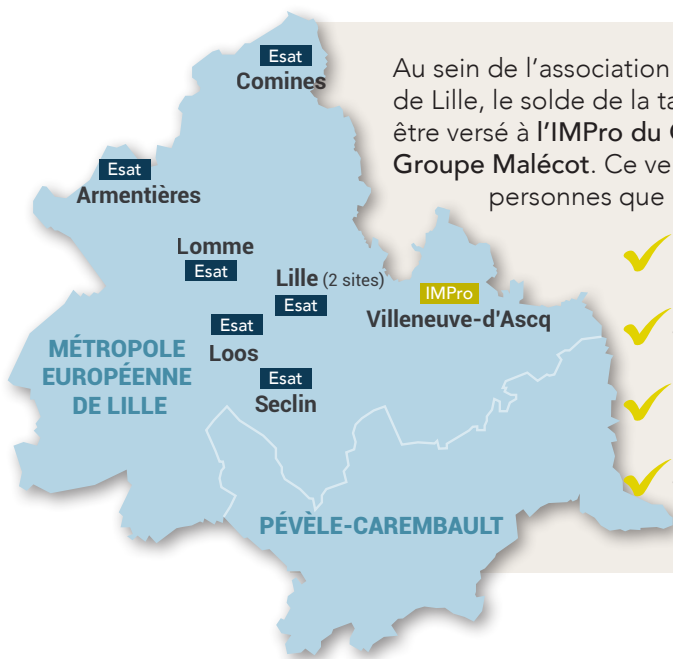 Esat
Comines
Au sein de l'association
de Lille, le solde de la
être versé à l'IMPro du
Groupe Malécot. Ce
personnes que
Esat
Armentières
Lomme
Esat
Lille (2 sites)
Esat
IMPro
Villeneuve-d'Ascq
Esat
Loos
MÉTROPOLE
EUROPÉENNE
DE LILLE
Esat
Seclin
PÉVÈLE-CAREMBAULT